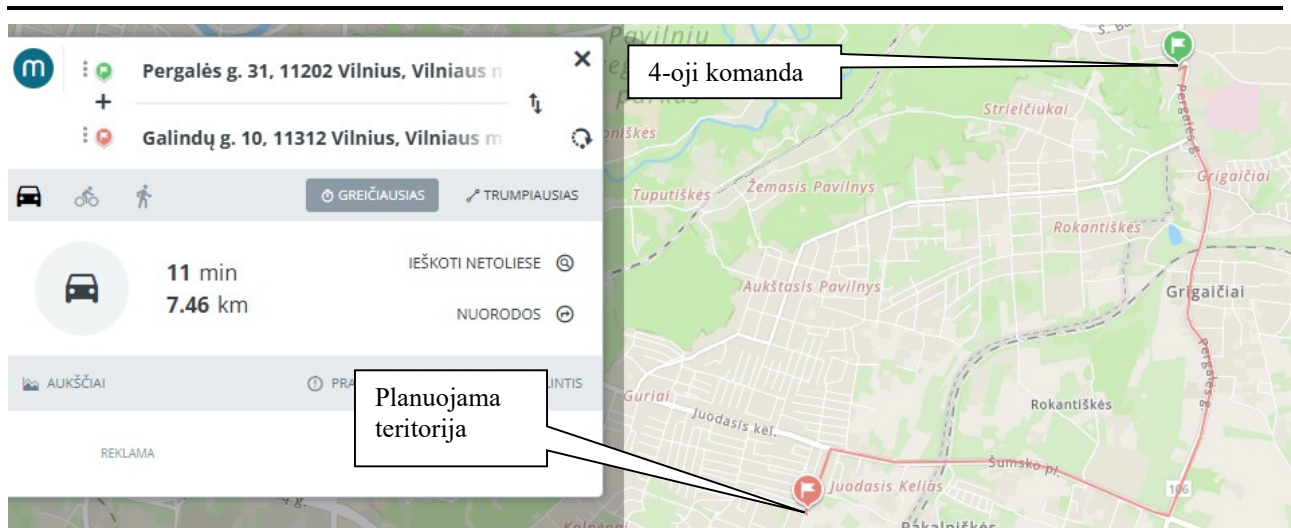 m
Pergalės g. 31, 11202 Vilnius, Vilniaus
Galindų g. 10, 11312 Vilnius, Vilniaus
GREIČIAUSIAS
TRUMPIAUSIAS
11 min
7.46 km
IEŠKOTI NETOLIESE
NUORODOS
AUKŠČIAI
REKLAMA
4-oji komanda
Planuojama
teritorija
Pavilnių
Strielčiukai
Pergalės g.
Grigaičiai
Tuputiškės
Žemasis Pavilnys
Rokantiškės
Aukštasis Pavilnys
Grigaičiai
Pergalės g.
Guriai
Juodasis kel.
Rokantiškės
Šumsko pl.
Juodasis Kelias
106
Pakalniškės